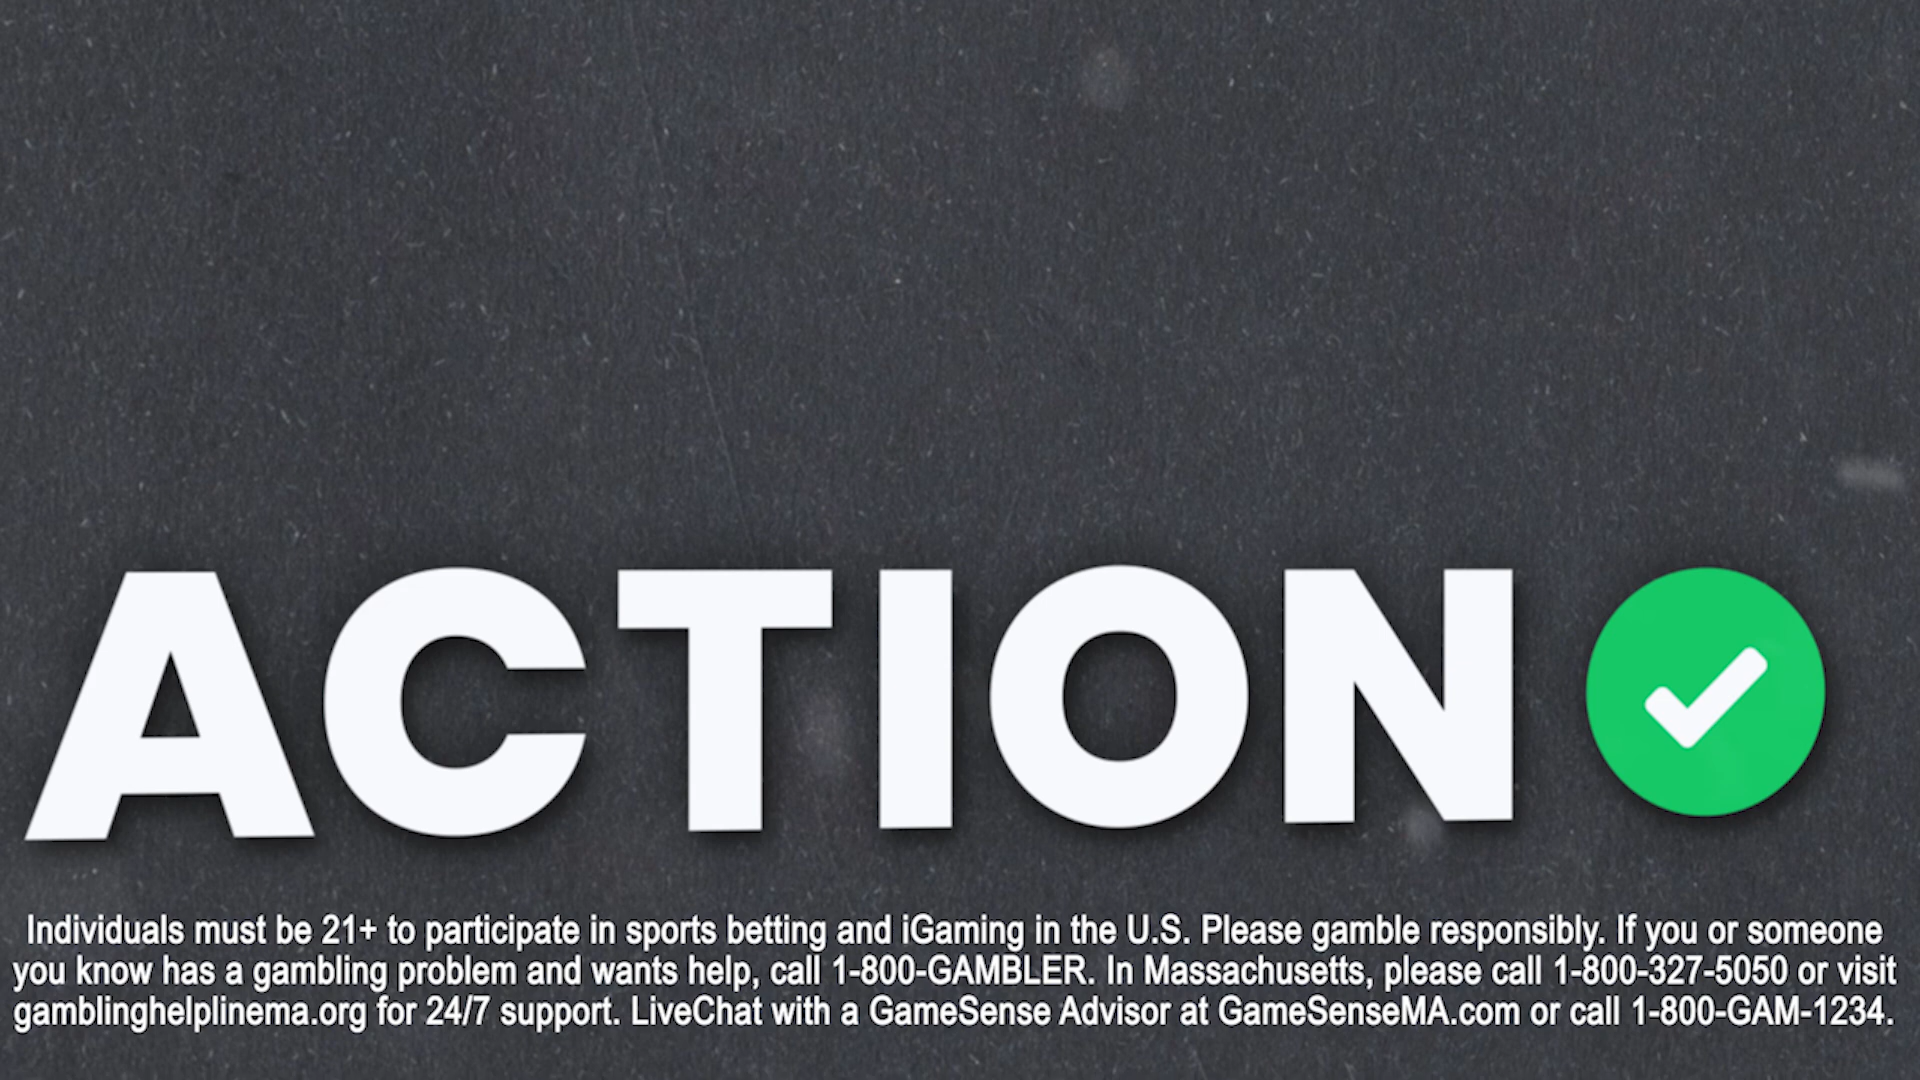 ACTION
Individuals must be 21+ to participate in sports betting and iGaming in the U.S. Please gamble responsibly. If you or someone
you know has a gambling problem and wants help, call 1-800-GAMBLER. In Massachusetts, please call 1-800-327-5050 or visit
gamblinghelplinema.org for 24/7 support. LiveChat with a GameSense Advisor at GameSenseMA.com or call 1-800-GAM-1234.